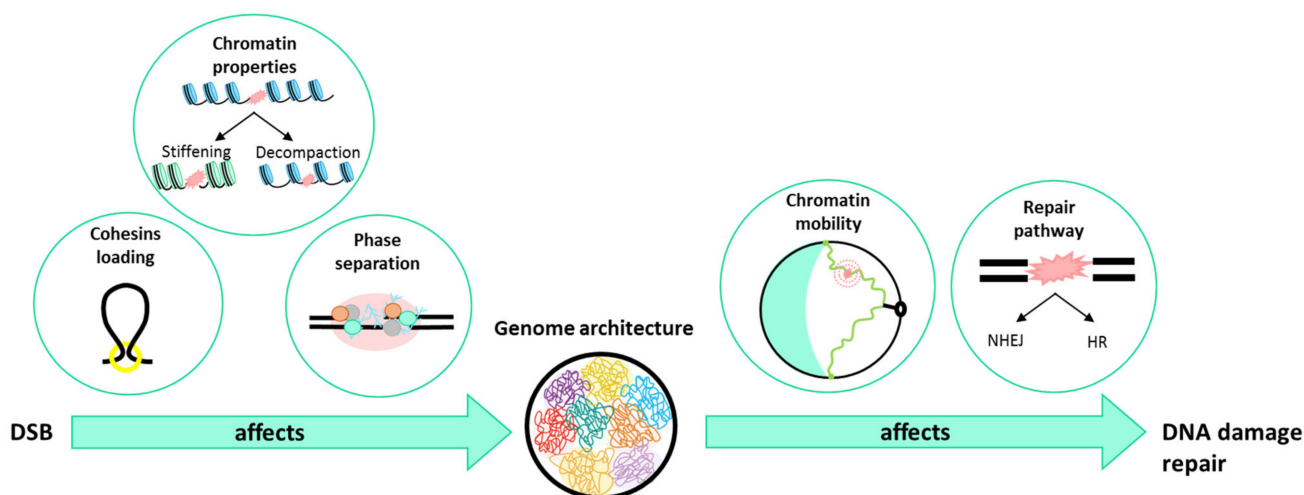 Chromatin
properties
Stiffening
Decompaction
Cohesins
loading
Phase
separation
Genome architecture
Chromatin
mobility
Repair
pathway
NHEJ
HR
DSB
affects
affects
DNA damage
repair